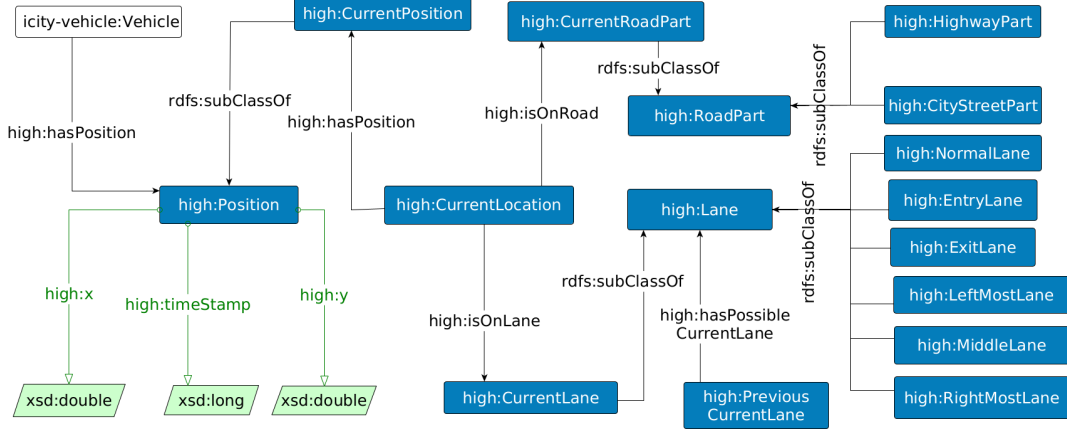 icity-vehicle:Vehicle
high:CurrentPosition
high:CurrentRoadPart
high:HighwayPart
rdfs:subClassOf
rdfs:subClassOf
rdfs:subClassOf
high:hasPosition
high:hasPosition
high:isOnRoad
high:RoadPart
high:CityStreetPart
high:NormalLane
high:Position
high:CurrentLocation
high:Lane
rdfs:subClassOf
high:EntryLane
high:ExitLane
high:x
high:timeStamp
high:y
high:isOnLane
rdfs:subClassOf
high:hasPossible
CurrentLane
high:LeftMostLane
high:MiddleLane
xsd:double
xsd:long
xsd:double
high:CurrentLane
high:Previous
CurrentLane
high:RightMostLane